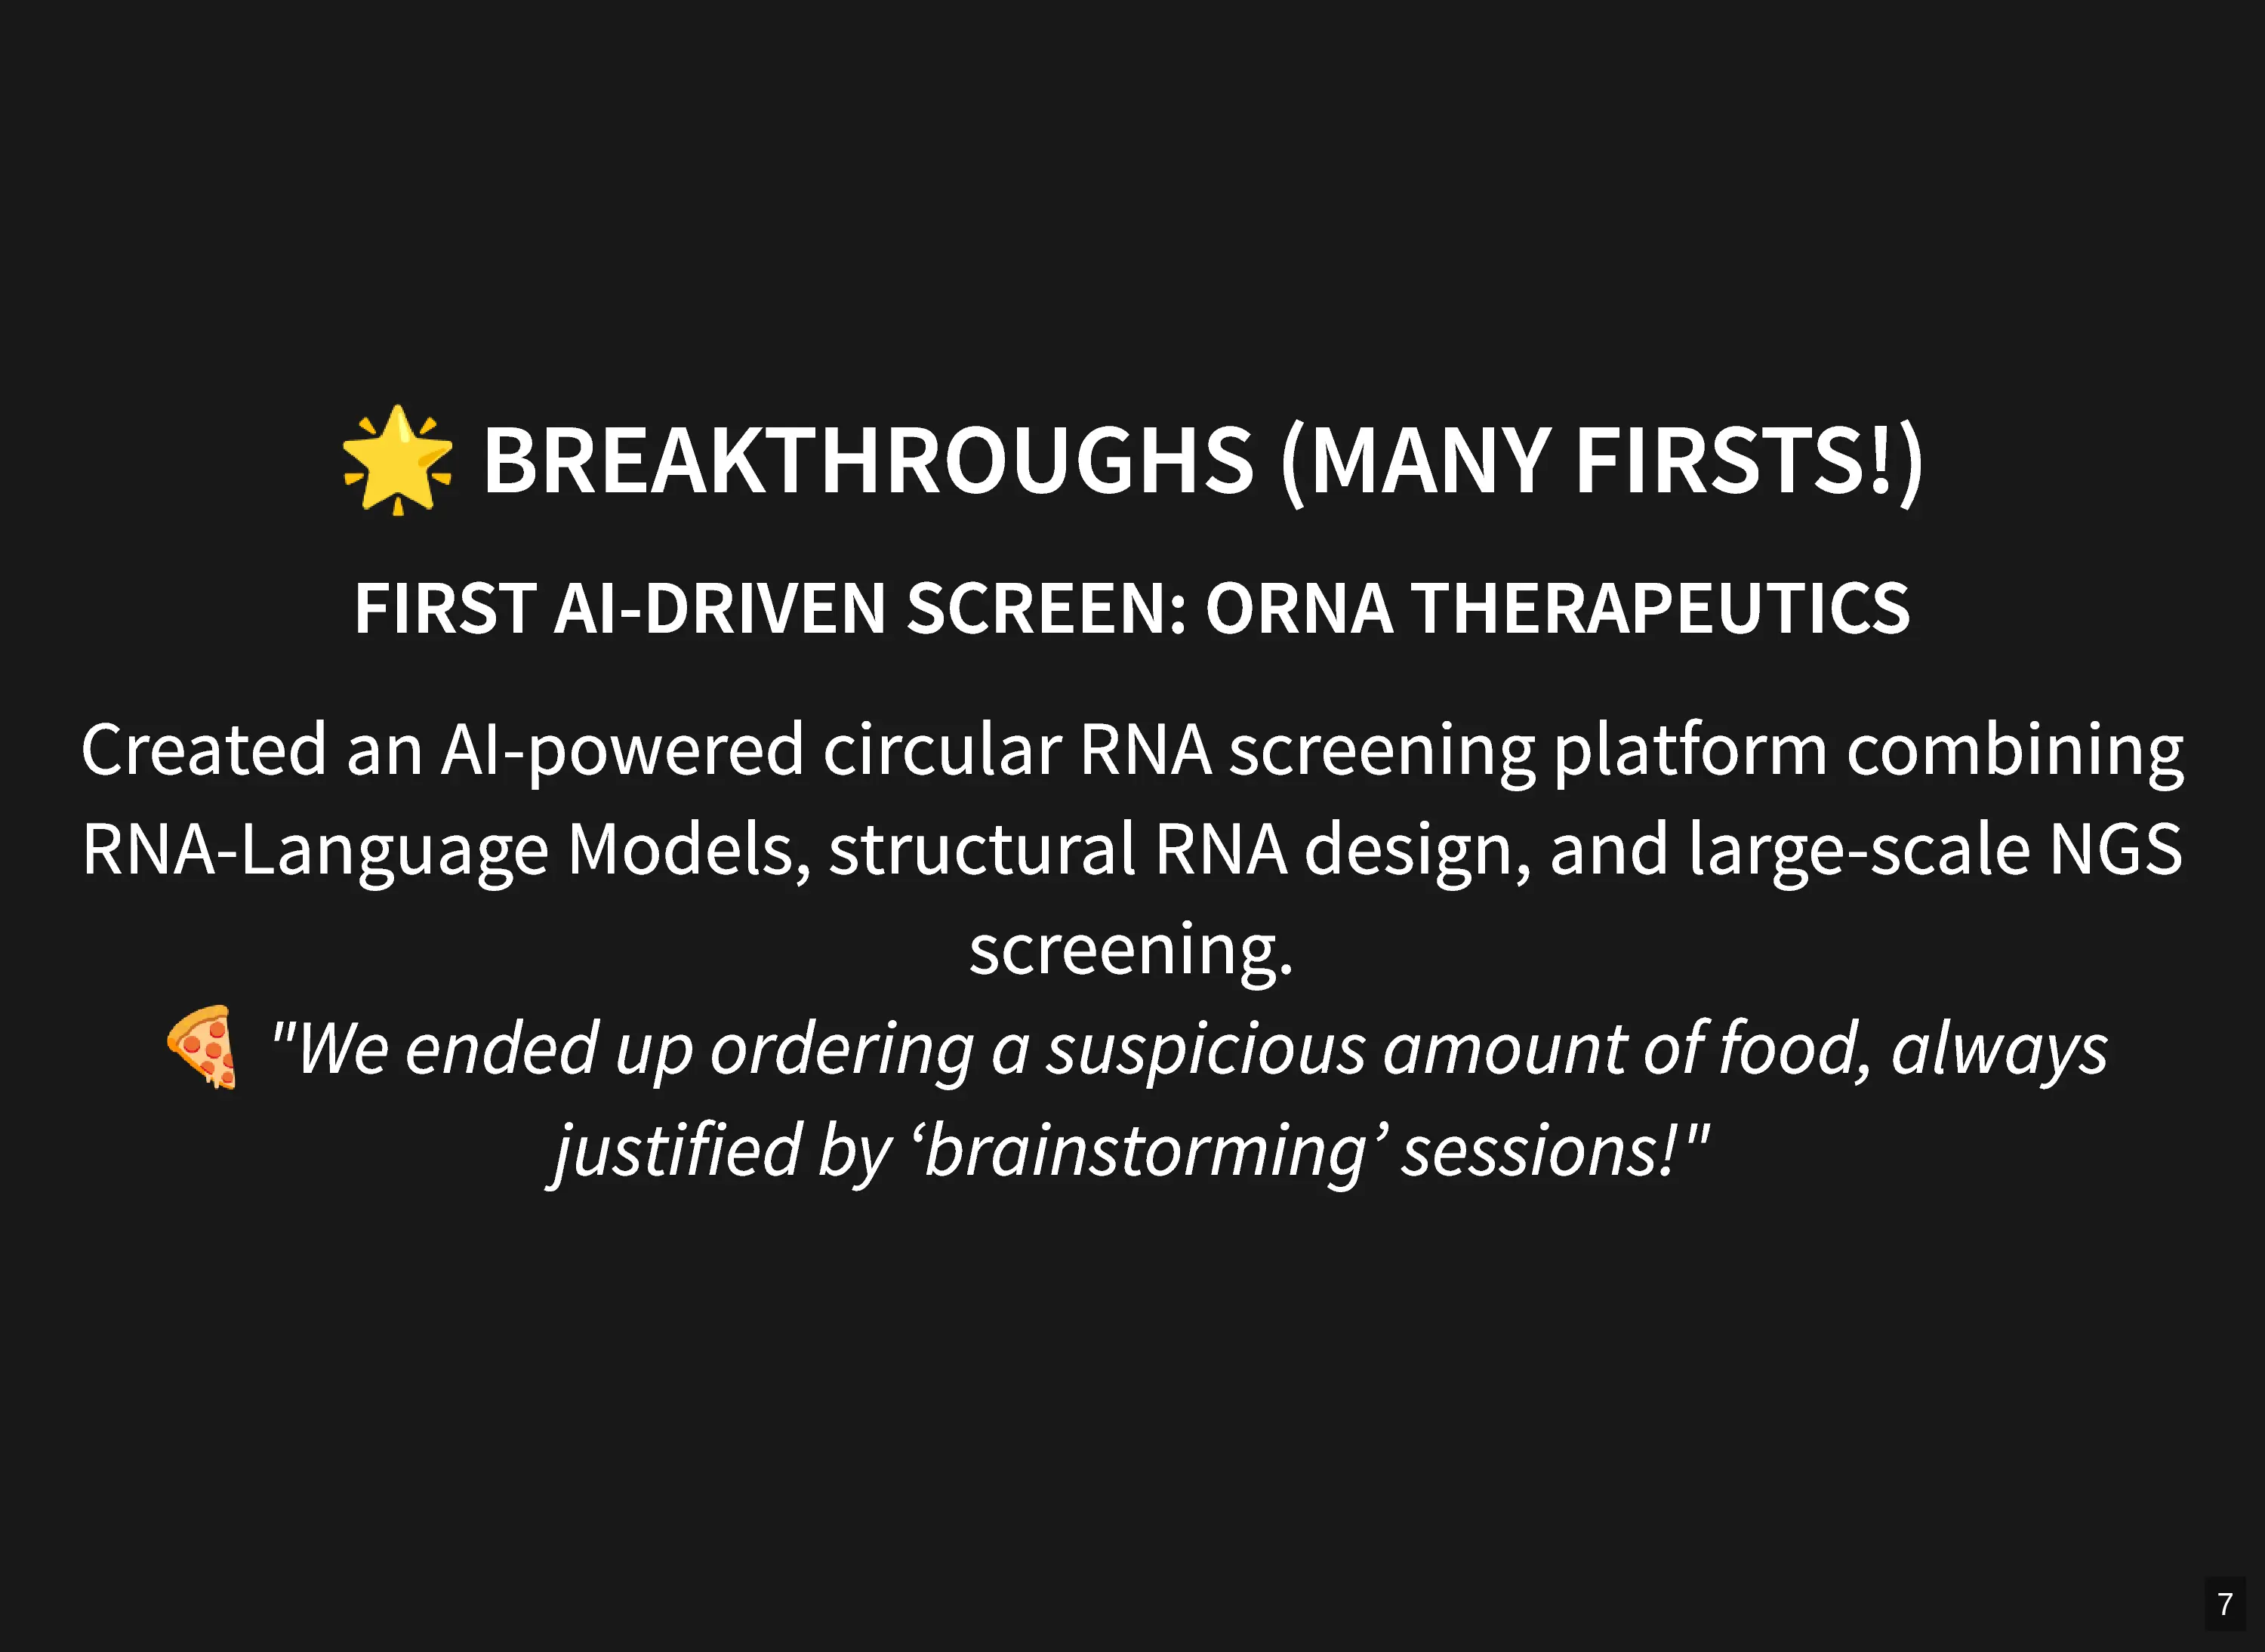 🌟 BREAKTHROUGHS (MANY FIRSTS!)
FIRST AI-DRIVEN SCREEN: ORNA THERAPEUTICS
Created an AI-powered circular RNA screening platform combining
RNA-Language Models, structural RNA design, and large-scale NGS
screening.
🍕 "We ended up ordering a suspicious amount of food, always
justified by ‘brainstorming’ sessions!"
7